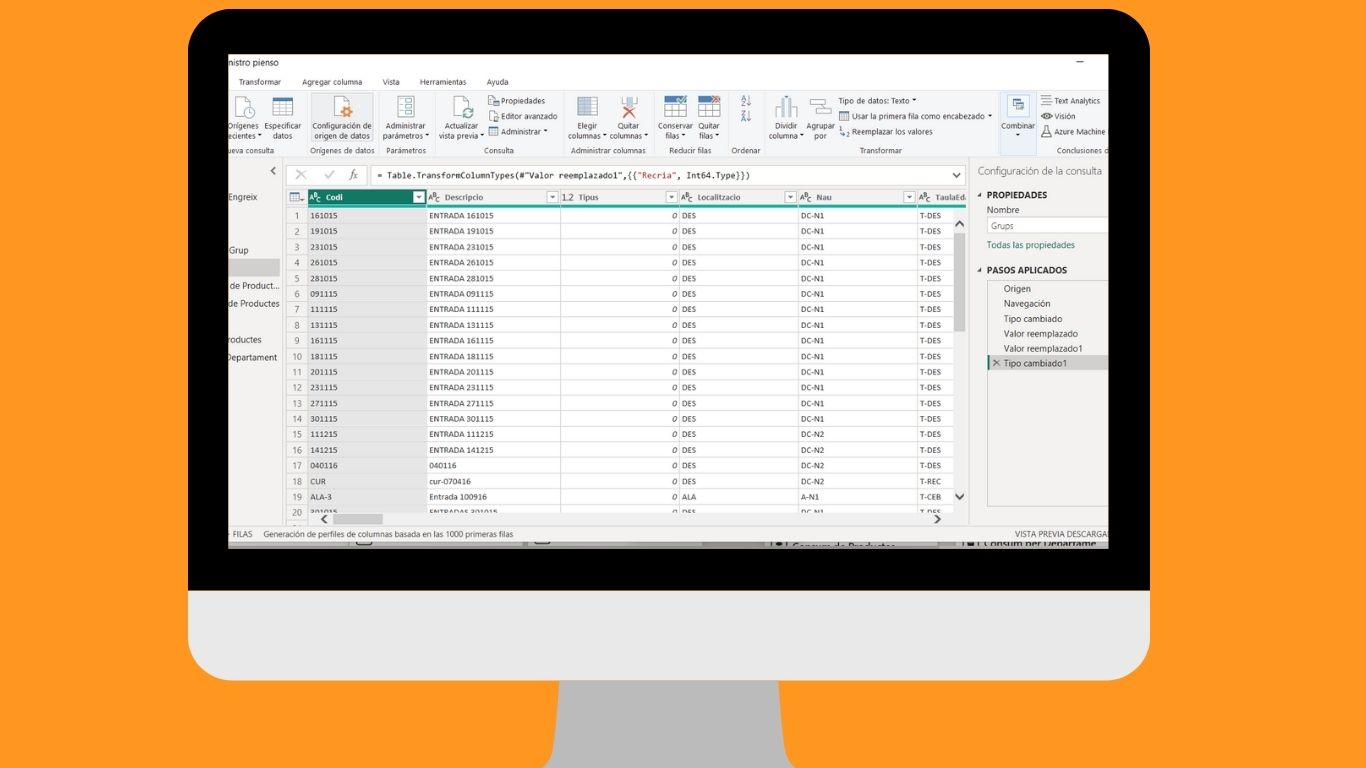 nistro pienso
Transformar Agregar columna Vista Herramientas Ayuda
Orígenes ecientes Especificar datos Configuración de origen de datos Administrar parámetros Actualizar vista previa Propiedades Editor avanzado Administrar Elegir columnas Quitar columnas Conservar filas Quitar filas Dividir columna Agrupar por Tipo de datos: Texto Usar la primera fila como encabezado Reemplazar los valores Combinar Text Analytics Visión Azure Machine
ueva consulta Orígenes de datos Parámetros Consulta Administrar columnas Reducir filas Ordenar Transformar Conclusiones d
fx = Table.TransformColumnTypes(#"Valor reemplazado1",{{"Recria", Int64.Type}})
Engreix
Grup
de Product...
de Productes
roductes
Departament
ABC Codi ABC Descripcio 1.2 Tipus ABC Localitzacio ABC Nau ABC TaulaEd
1 161015 ENTRADA 161015 0 DES DC-N1 T-DES
2 191015 ENTRADA 191015 0 DES DC-N1 T-DES
3 231015 ENTRADA 231015 0 DES DC-N1 T-DES
4 261015 ENTRADA 261015 0 DES DC-N1 T-DES
5 281015 ENTRADA 281015 0 DES DC-N1 T-DES
6 091115 ENTRADA 091115 0 DES DC-N1 T-DES
7 111115 ENTRADA 111115 0 DES DC-N1 T-DES
8 131115 ENTRADA 131115 0 DES DC-N1 T-DES
9 161115 ENTRADA 161115 0 DES DC-N1 T-DES
10 181115 ENTRADA 181115 0 DES DC-N1 T-DES
11 201115 ENTRADA 201115 0 DES DC-N1 T-DES
12 231115 ENTRADA 231115 0 DES DC-N1 T-DES
13 271115 ENTRADA 271115 0 DES DC-N1 T-DES
14 301115 ENTRADA 301115 0 DES DC-N1 T-DES
15 111215 ENTRADA 111215 0 DES DC-N2 T-DES
16 141215 ENTRADA 141215 0 DES DC-N2 T-DES
17 040116 040116 0 DES DC-N2 T-DES
18 CUR cur-070416 0 DES DC-N2 T-REC
19 ALA-3 Entrada 100916 0 ALA A-N1 T-CEB
20 301015 ENTRADAS 301015 0 DES DC-N1 T-DES
Configuración de la consulta
PROPIEDADES
Nombre
Grups
Todas las propiedades
PASOS APLICADOS
Origen
Navegación
Tipo cambiado
Valor reemplazado
Valor reemplazado1
Tipo cambiado1
FILAS Generación de perfiles de columnas basada en las 1000 primeras filas VISTA PREVIA DESCARGA
Consum de Productes Consum per Departame